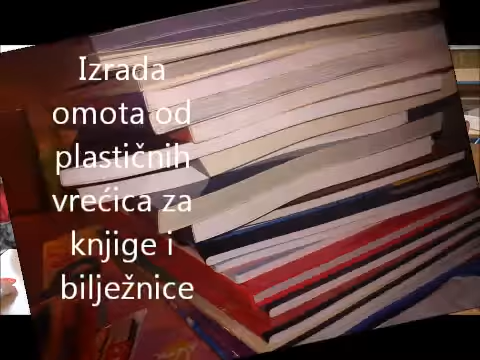 Izrada
omota od
plastičnih
vrećica za
knjige i
bilježnice